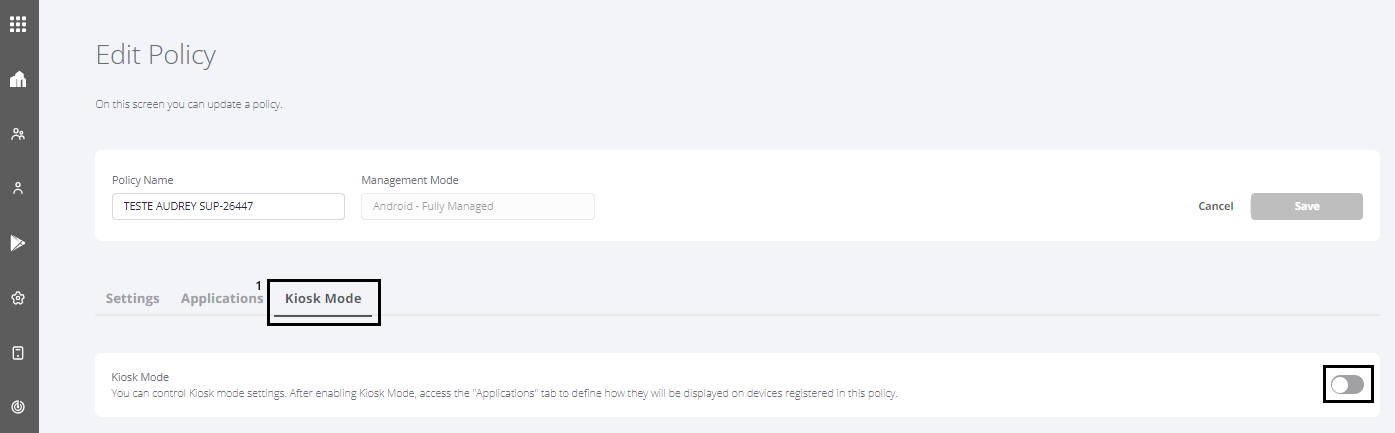 Edit Policy
On this screen you can update a policy.
Policy Name
Management Mode
TESTE AUDREY SUP-26447
Android - Fully Managed
Cancel
Save
Settings
Applications
1
Kiosk Mode
Kiosk Mode
You can control Kiosk mode settings. After enabling Kiosk Mode, access the "Applications" tab to define how they will be displayed on devices registered in this policy.